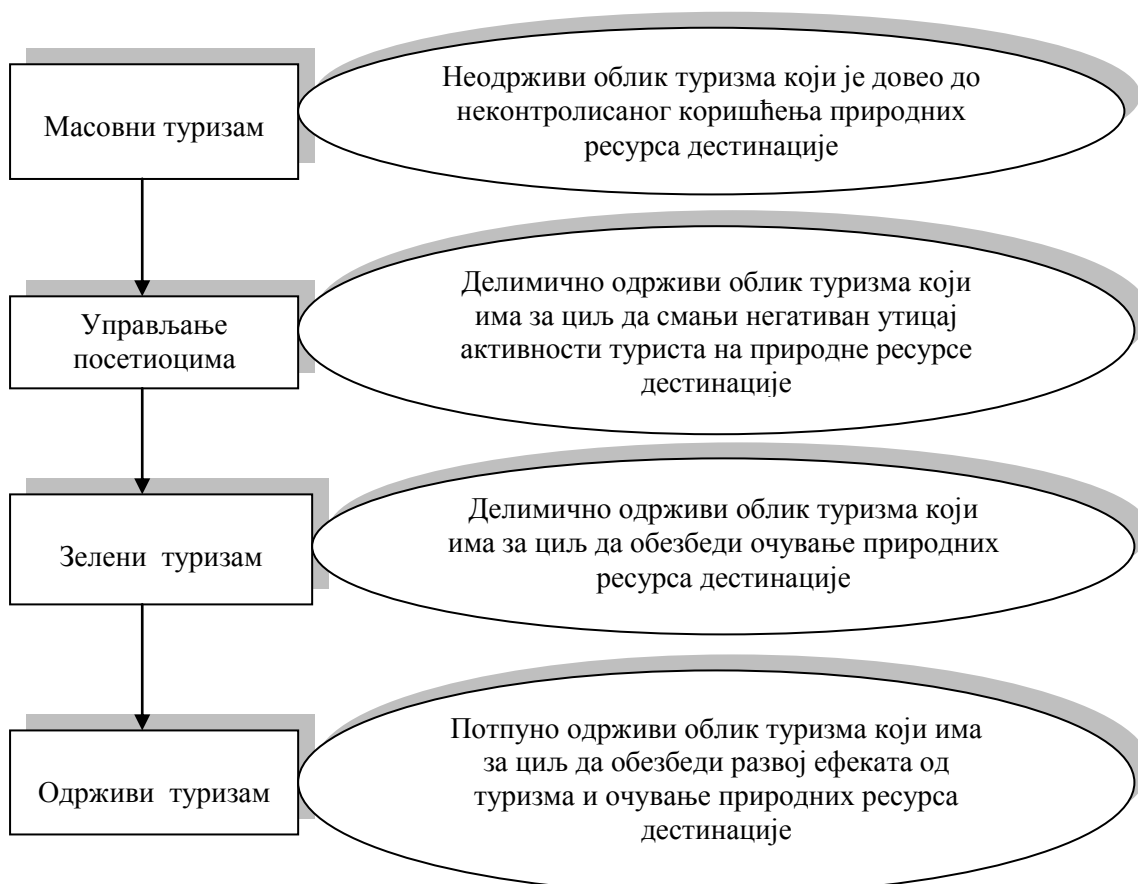 Масовни туризам
Неодрживи облик туризма који је довео до
неконтролисаног коришћења природних
ресурса дестинације
Управљање
посетиоцима
Делимично одрживи облик туризма који
има за циљ да смањи негативан утицај
активности туриста на природне ресурсе
дестинације
Зелени туризам
Делимично одрживи облик туризма који
има за циљ да обезбеди очување природних
ресурса дестинације
Одрживи туризам
Потпуно одрживи облик туризма који има
за циљ да обезбеди развој ефеката од
туризма и очување природних ресурса
дестинације